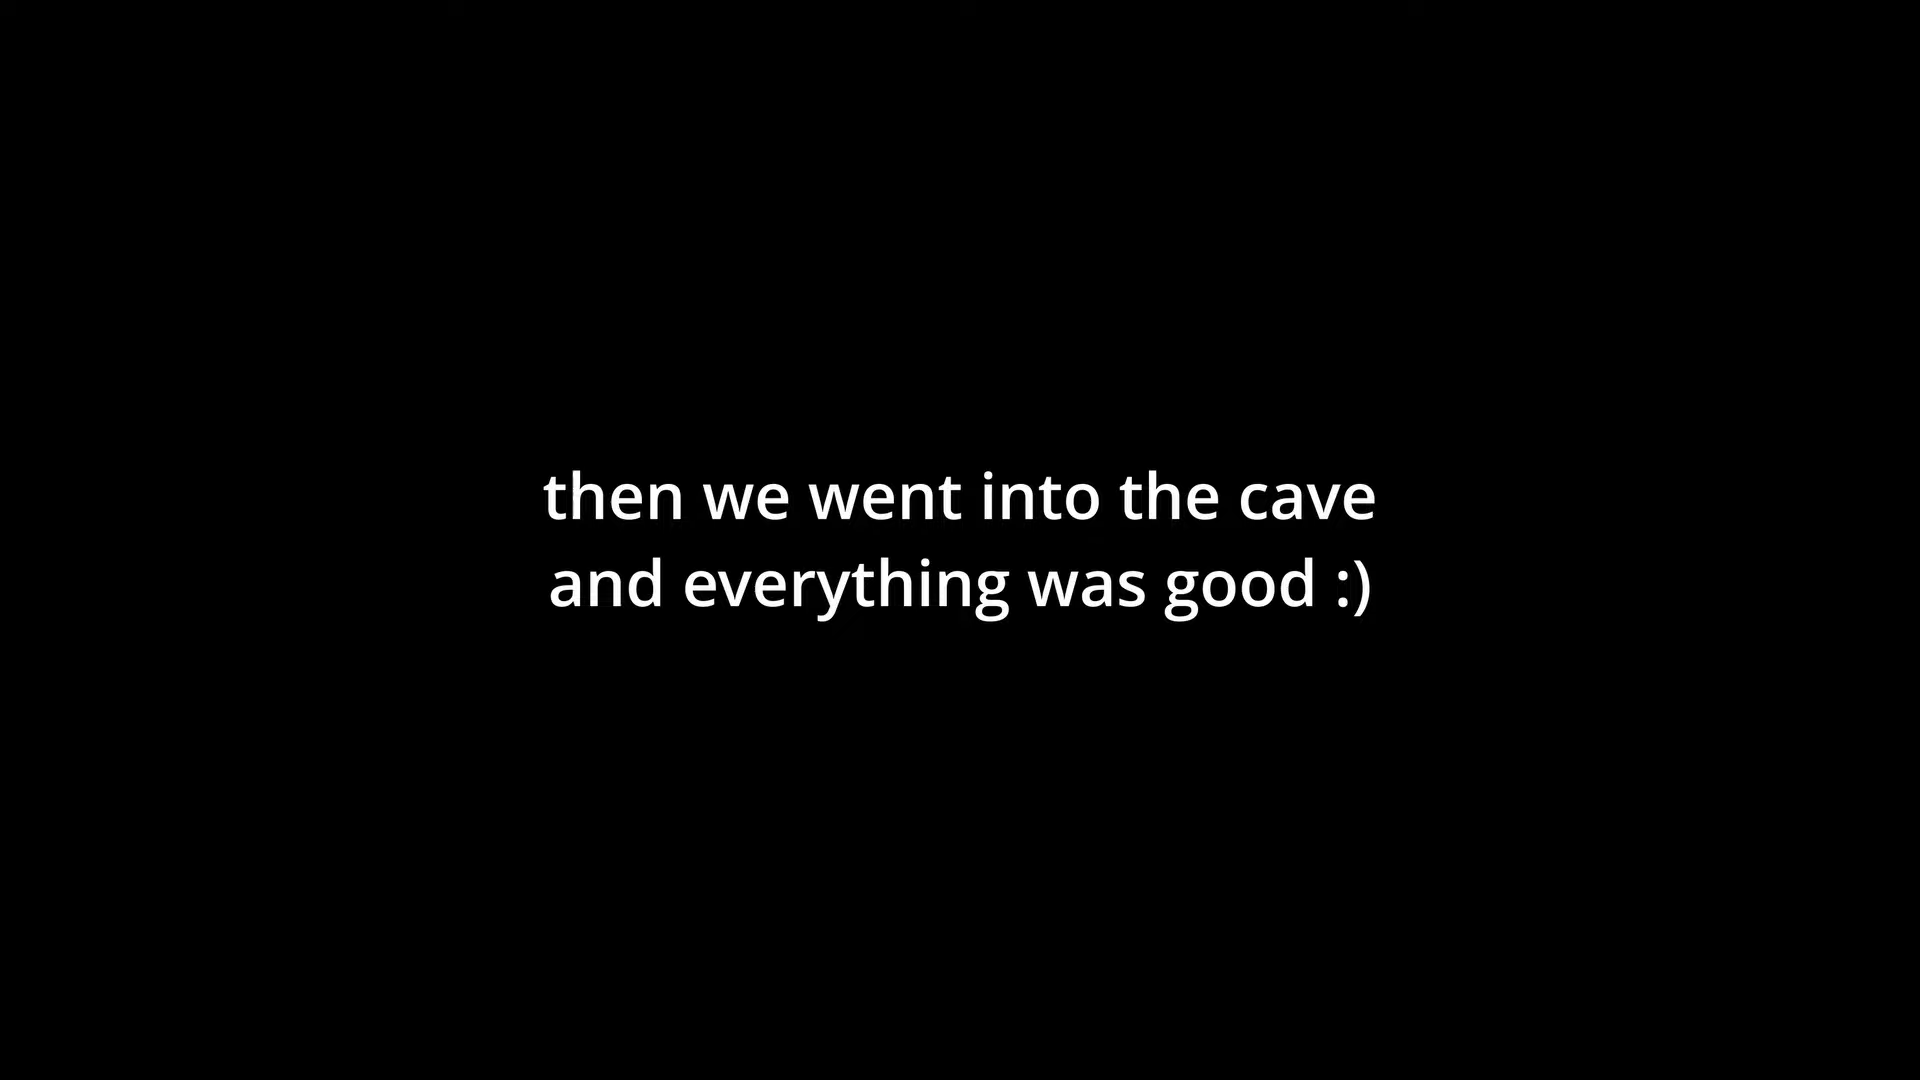 then we went into the cave
and everything was good :)